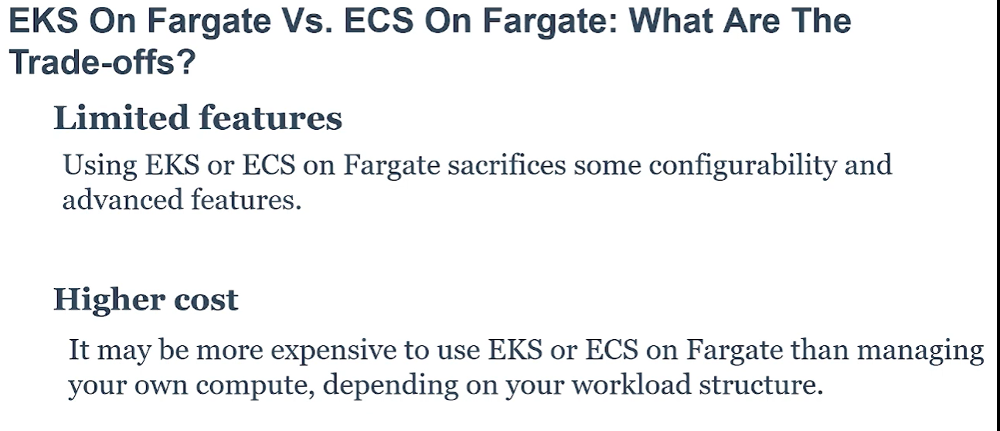 EKS On Fargate Vs. ECS On Fargate: What Are The
Trade-offs?
Limited features
Using EKS or ECS on Fargate sacrifices some configurability and
advanced features.
Higher cost
It may be more expensive to use EKS or ECS on Fargate than managing
your own compute, depending on your workload structure.